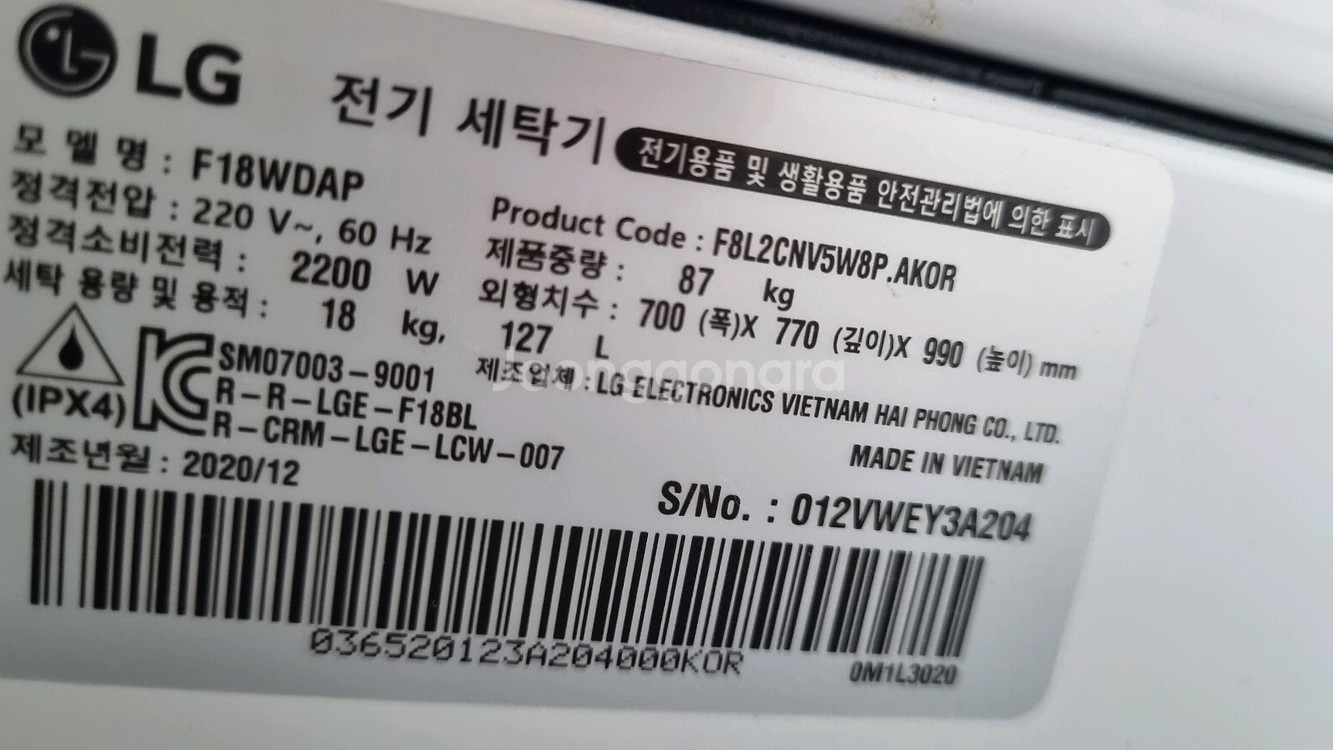 LG 전기 세탁기 전기용품 및 생활용품 안전관리법에 의한 표시
모 델 명 : F18WDAP
정격전압 : 220 V~, 60 Hz
정격소비전력 : 2200 W
세탁 용량 및 용적 : 18 kg, 127 L
Product Code : F8L2CNV5W8P.AKOR
제품중량 : 87 kg
외형치수 : 700 (폭)X 770 (깊이)X 990 (높이) mm
제조업체 : LG ELECTRONICS VIETNAM HAI PHONG CO., LTD.
MADE IN VIETNAM
(IPX4)
SM07003-9001
R-R-LGE-F18BL
R-CRM-LGE-LCW-007
제조년월 : 2020/12
S/No. : 012VWEY3A204
036520123A204000KOR
0M1L3020
Joonggonara